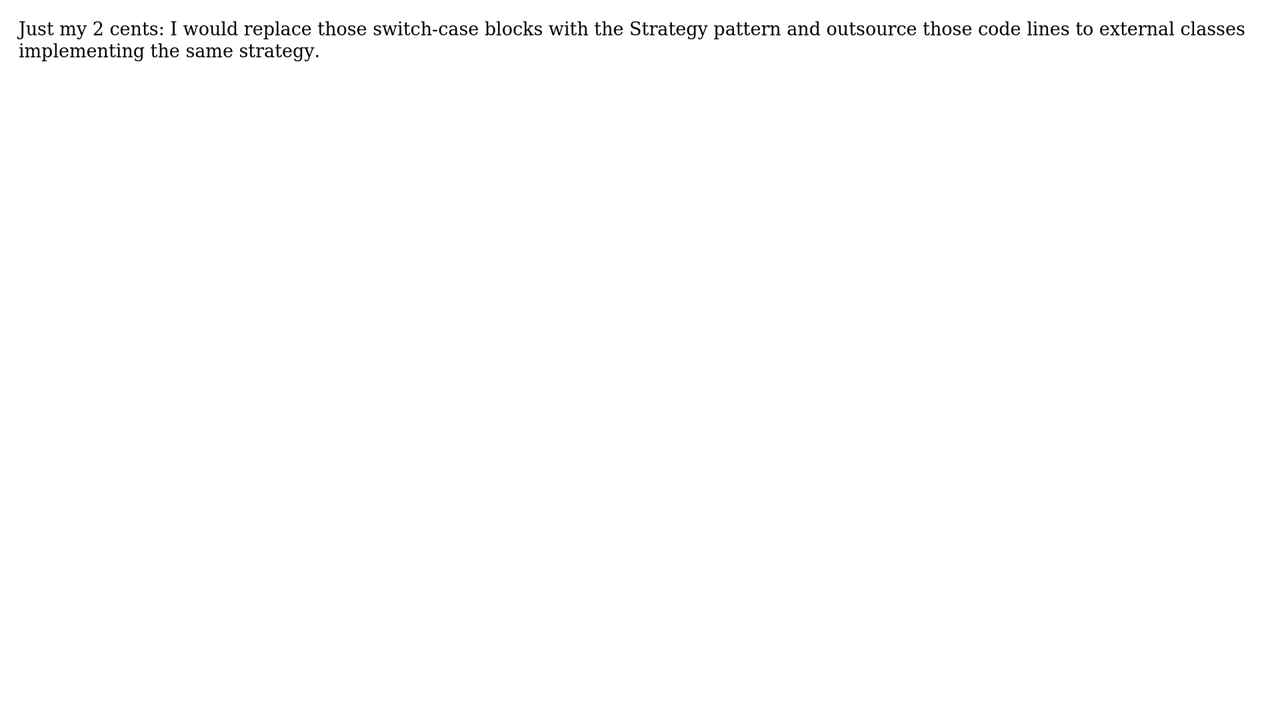 Just my 2 cents: I would replace those switch-case blocks with the Strategy pattern and outsource those code lines to external classes
implementing the same strategy.